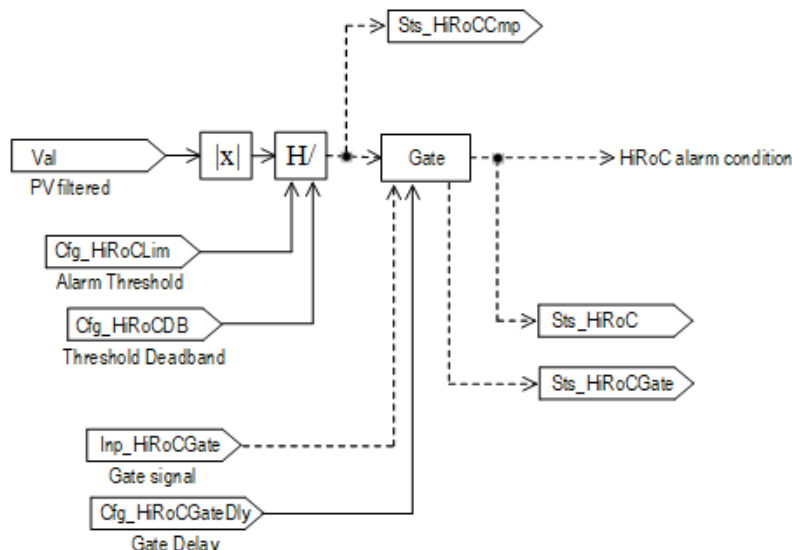 Sts_HiRoCCmp
Val
|x|
H/
Gate
HiRoC alarm condition
PV filtered
Cfg_HiRoCLim
Alarm Threshold
Cfg_HiRoCDB
Sts_HiRoC
Threshold Deadband
Sts_HiRoCGate
Inp_HiRoCGate
Gate signal
Cfg_HiRoCGateDly
Gate Delay